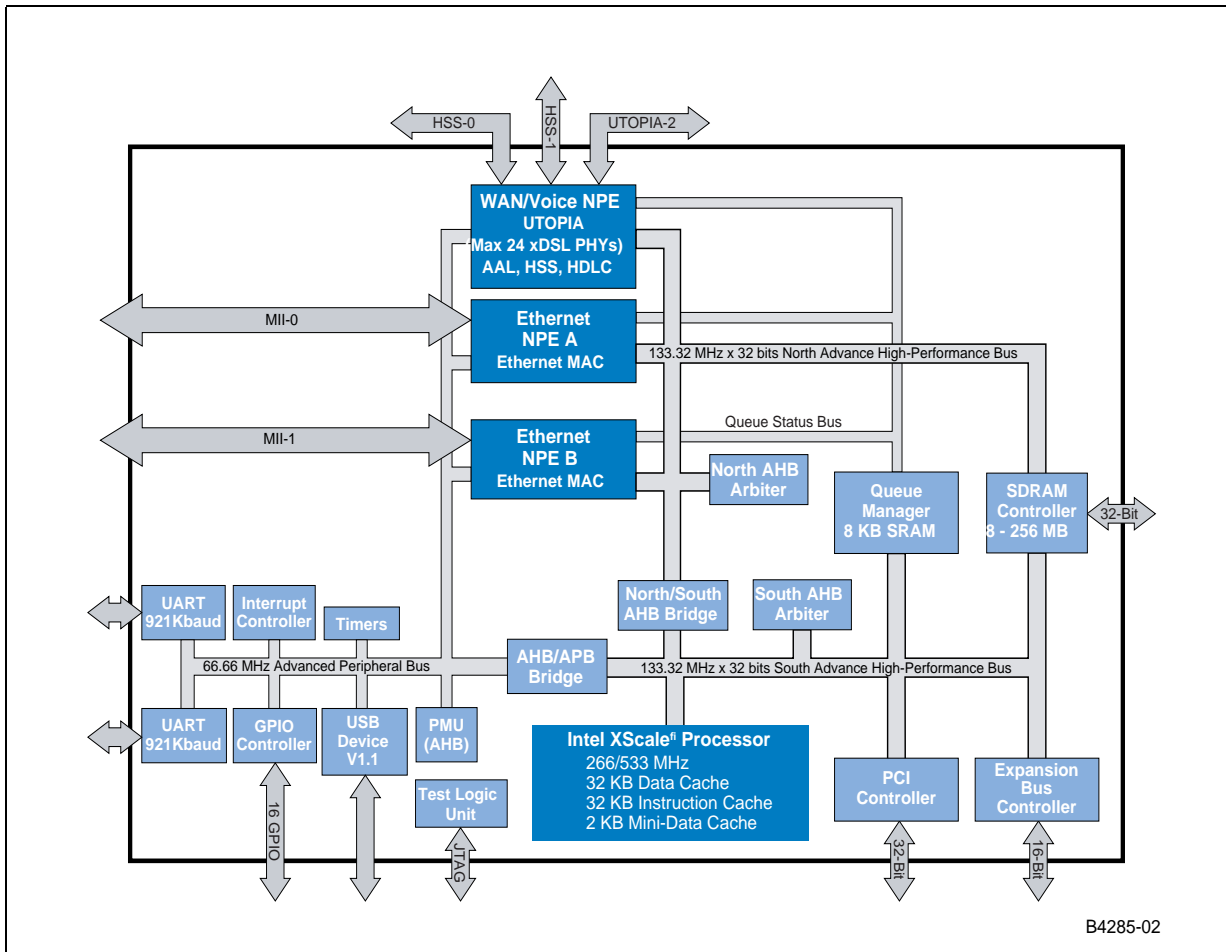 HSS-0
HSS-1
UTOPIA-2
WAN/Voice NPE
UTOPIA
(Max 24 xDSL PHYs)
AAL, HSS, HDLC
MII-0
Ethernet
NPE A
Ethernet MAC
133.32 MHz x 32 bits North Advance High-Performance Bus
MII-1
Ethernet
NPE B
Ethernet MAC
Queue Status Bus
North AHB
Arbiter
Queue
Manager
8 KB SRAM
SDRAM
Controller
8 - 256 MB
32-Bit
UART
921Kbaud
Interrupt
Controller
Timers
North/South
AHB Bridge
South AHB
Arbiter
66.66 MHz Advanced Peripheral Bus
AHB/APB
Bridge
133.32 MHz x 32 bits South Advance High-Performance Bus
UART
921Kbaud
GPIO
Controller
USB
Device
V1.1
PMU
(AHB)
Test Logic
Unit
Intel XScalefi Processor
266/533 MHz
32 KB Data Cache
32 KB Instruction Cache
2 KB Mini-Data Cache
PCI
Controller
Expansion
Bus
Controller
16 GPIO
JTAG
32-Bit
16-Bit
B4285-02